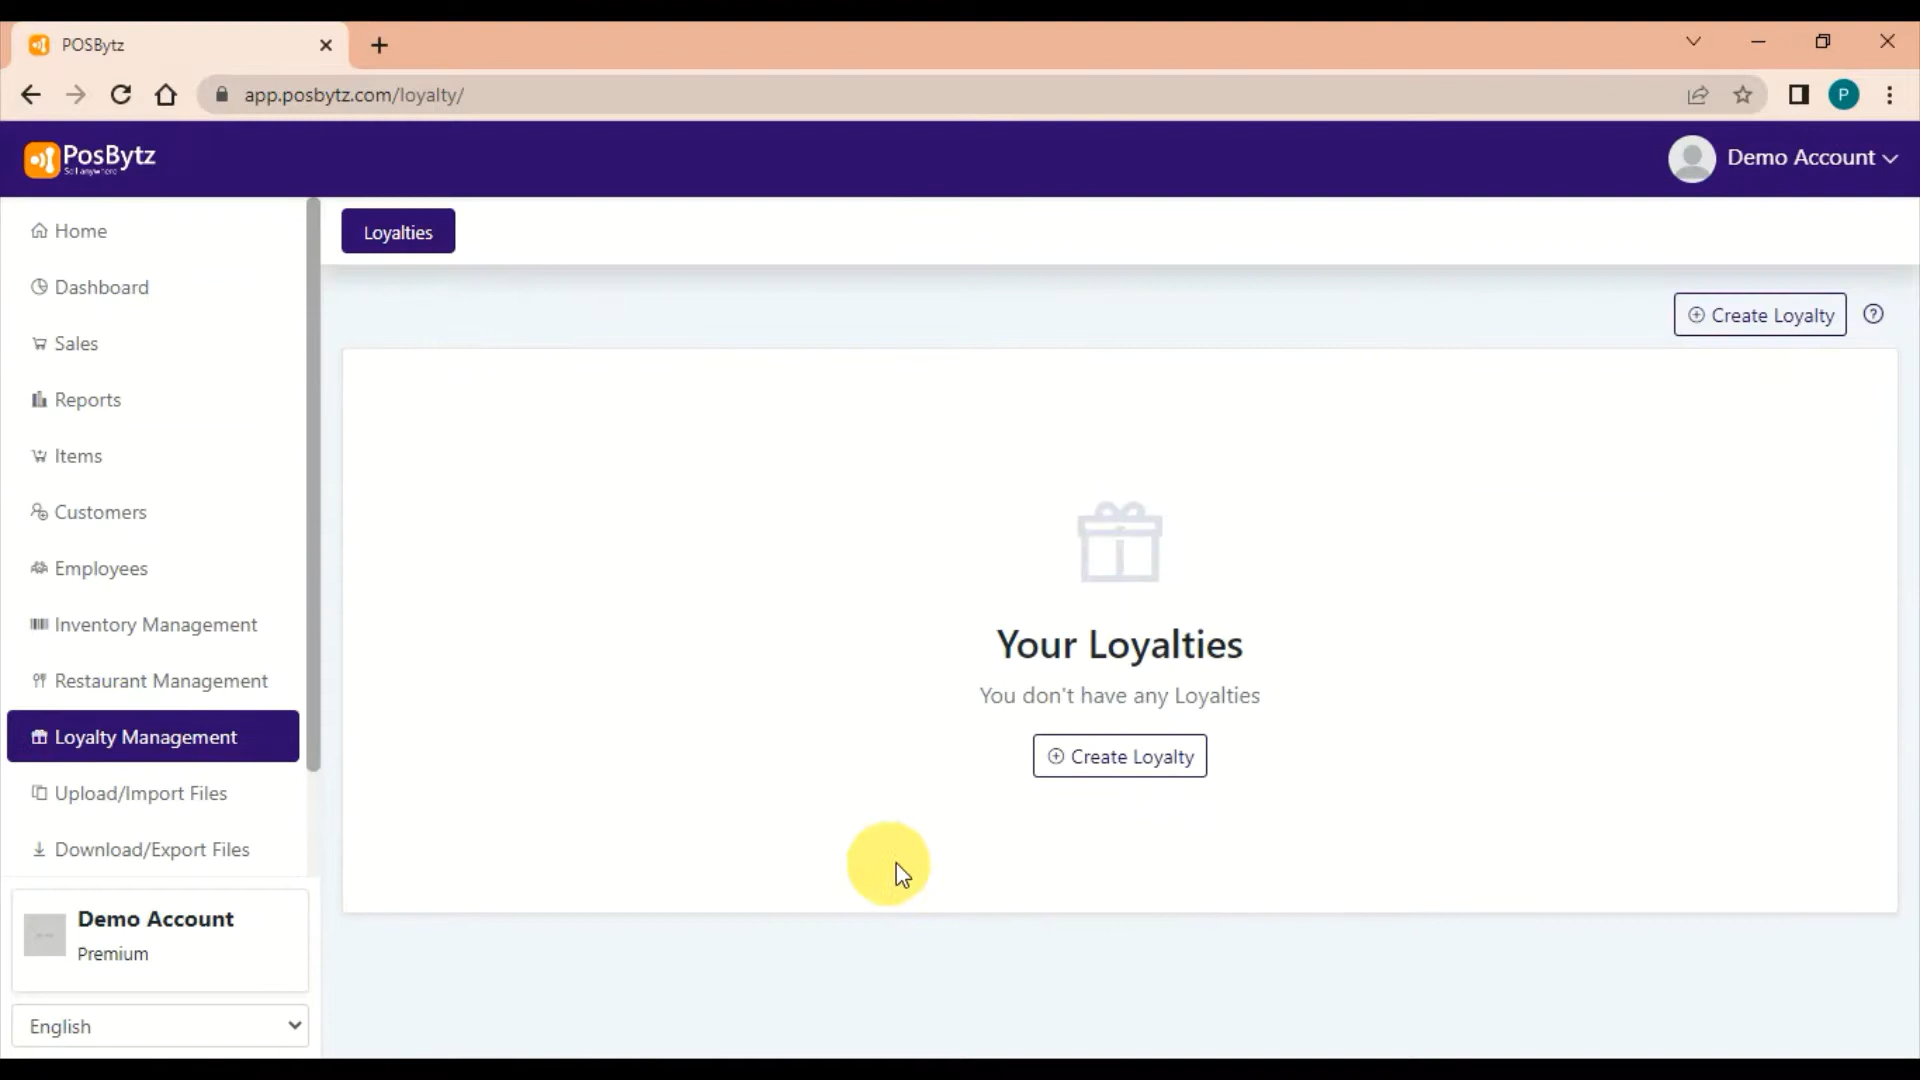 POSBytz
app.posbytz.com/loyalty/
P
PosBytz
Sell anywhere
Demo Account
Home
Dashboard
Sales
Reports
Items
Customers
Employees
Inventory Management
Restaurant Management
Loyalty Management
Upload/Import Files
Download/Export Files
Demo Account
Premium
English
Loyalties
Create Loyalty
Your Loyalties
You don't have any Loyalties
Create Loyalty